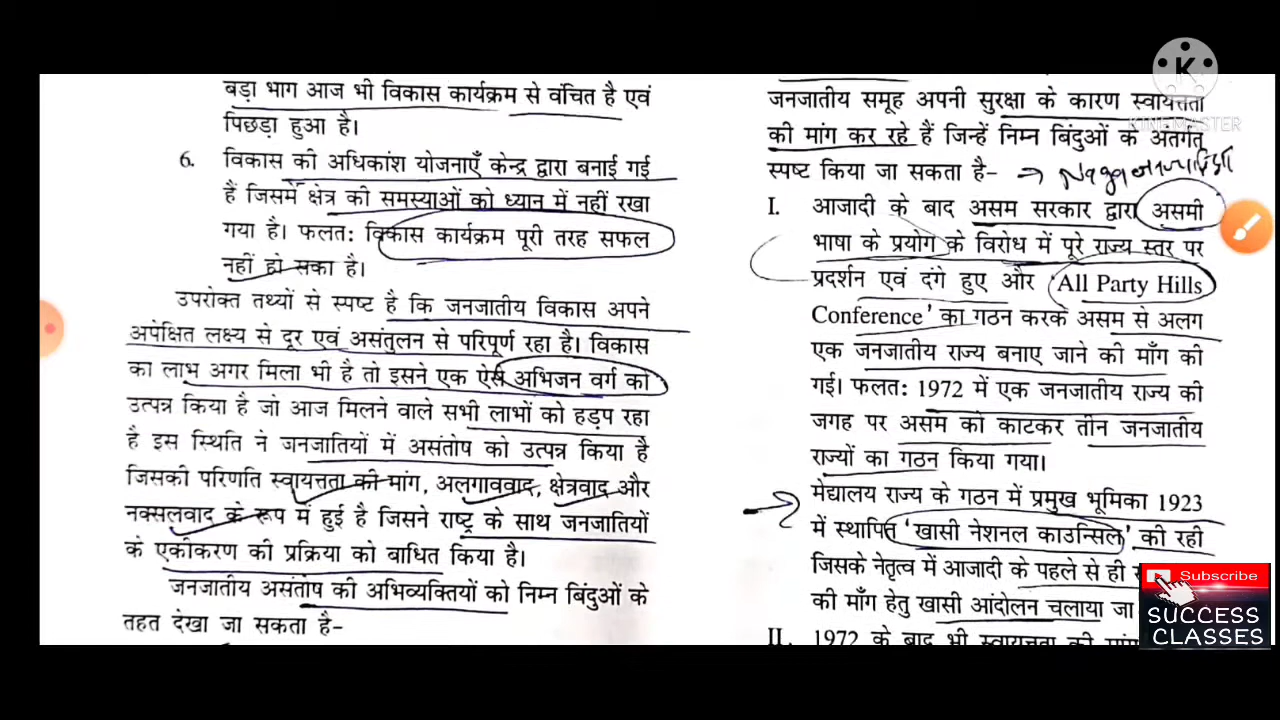 बड़ा भाग आज भी विकास कार्यक्रम से वंचित है एवं
पिछड़ा हुआ है।
6. विकास की अधिकांश योजनाएँ केन्द्र द्वारा बनाई गई
हैं जिसमें क्षेत्र की समस्याओं को ध्यान में नहीं रखा
गया है। फलत: विकास कार्यक्रम पूरी तरह सफल
नहीं हो सका है।
उपरोक्त तथ्यों से स्पष्ट है कि जनजातीय विकास अपने
अपेक्षित लक्ष्य से दूर एवं असंतुलन से परिपूर्ण रहा है। विकास
का लाभ अगर मिला भी है तो इसने एक ऐसे अभिजन वर्ग को
उत्पन्न किया है जो आज मिलने वाले सभी लाभों को हड़प रहा
है इस स्थिति ने जनजातियों में असंतोष को उत्पन्न किया है
जिसकी परिणति स्वायत्तता की मांग, अलगाववाद, क्षेत्रवाद और
नक्सलवाद के रूप में हुई है जिसने राष्ट्र के साथ जनजातियों
के एकीकरण की प्रक्रिया को बाधित किया है।
जनजातीय असंतोष की अभिव्यक्तियों को निम्न बिंदुओं के
तहत देखा जा सकता है-
जनजातीय समूह अपनी सुरक्षा के कारण स्वायत्तता
की मांग कर रहे हैं जिन्हें निम्न बिंदुओं के अंतर्गत
स्पष्ट किया जा सकता है-
I. आजादी के बाद असम सरकार द्वारा असमी
भाषा के प्रयोग के विरोध में पूरे राज्य स्तर पर
प्रदर्शन एवं दंगे हुए और 'All Party Hills
Conference' का गठन करके असम से अलग
एक जनजातीय राज्य बनाए जाने की माँग की
गई। फलत: 1972 में एक जनजातीय राज्य की
जगह पर असम को काटकर तीन जनजातीय
राज्यों का गठन किया गया।
मेघालय राज्य के गठन में प्रमुख भूमिका 1923
में स्थापित 'खासी नेशनल काउन्सिल' की रही
जिसके नेतृत्व में आजादी के पहले से ही
की माँग हेतु खासी आंदोलन चलाया जा
II. 1972 के बाद भी स्वायत्तता की
K
KINEMASTER
Subscribe
SUCCESS
CLASSES